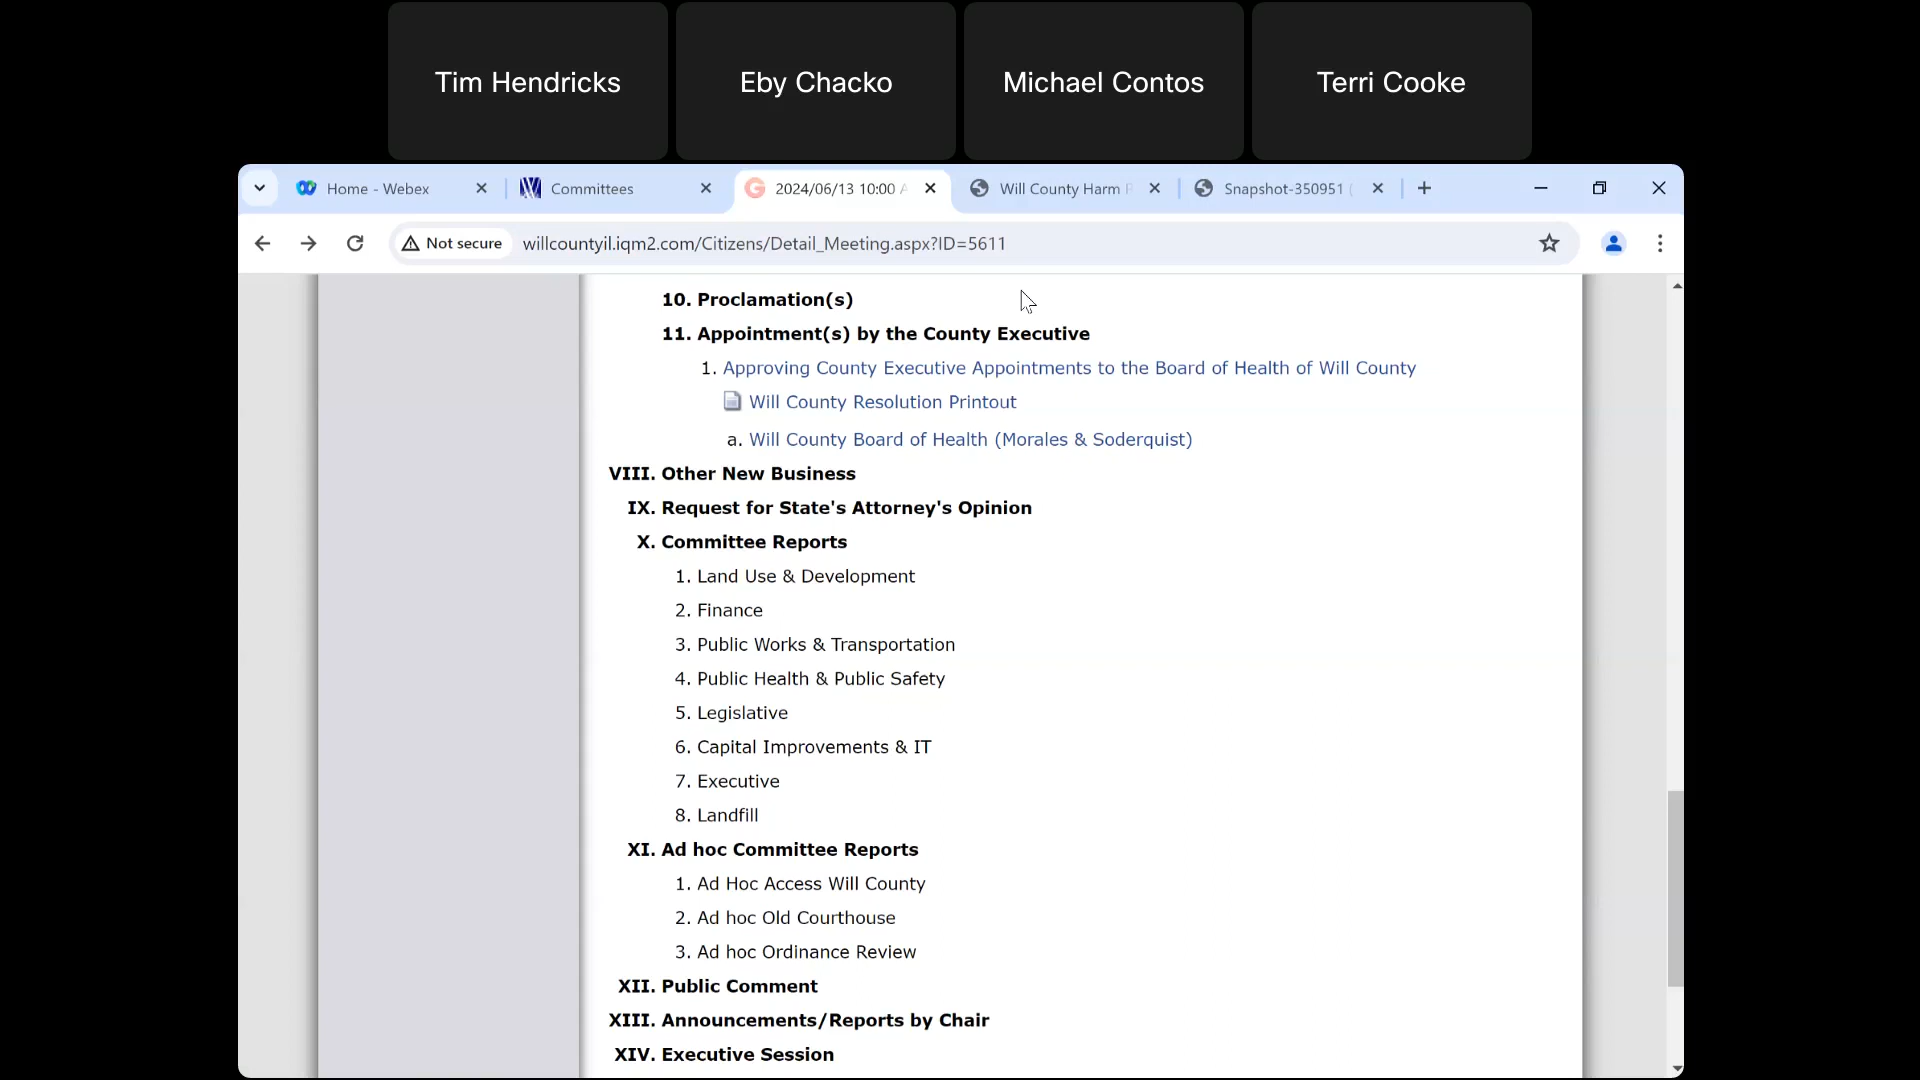 Tim Hendricks
Eby Chacko
Michael Contos
Terri Cooke
Home - Webex
Committees
2024/06/13 10:00
Will County Harm
Snapshot-350951
Not secure
willcountyil.iqm2.com/Citizens/Detail_Meeting.aspx?ID=5611
10. Proclamation(s)
11. Appointment(s) by the County Executive
1. Approving County Executive Appointments to the Board of Health of Will County
Will County Resolution Printout
a. Will County Board of Health (Morales & Soderquist)
VIII. Other New Business
IX. Request for State's Attorney's Opinion
X. Committee Reports
1. Land Use & Development
2. Finance
3. Public Works & Transportation
4. Public Health & Public Safety
5. Legislative
6. Capital Improvements & IT
7. Executive
8. Landfill
XI. Ad hoc Committee Reports
1. Ad Hoc Access Will County
2. Ad hoc Old Courthouse
3. Ad hoc Ordinance Review
XII. Public Comment
XIII. Announcements/Reports by Chair
XIV. Executive Session